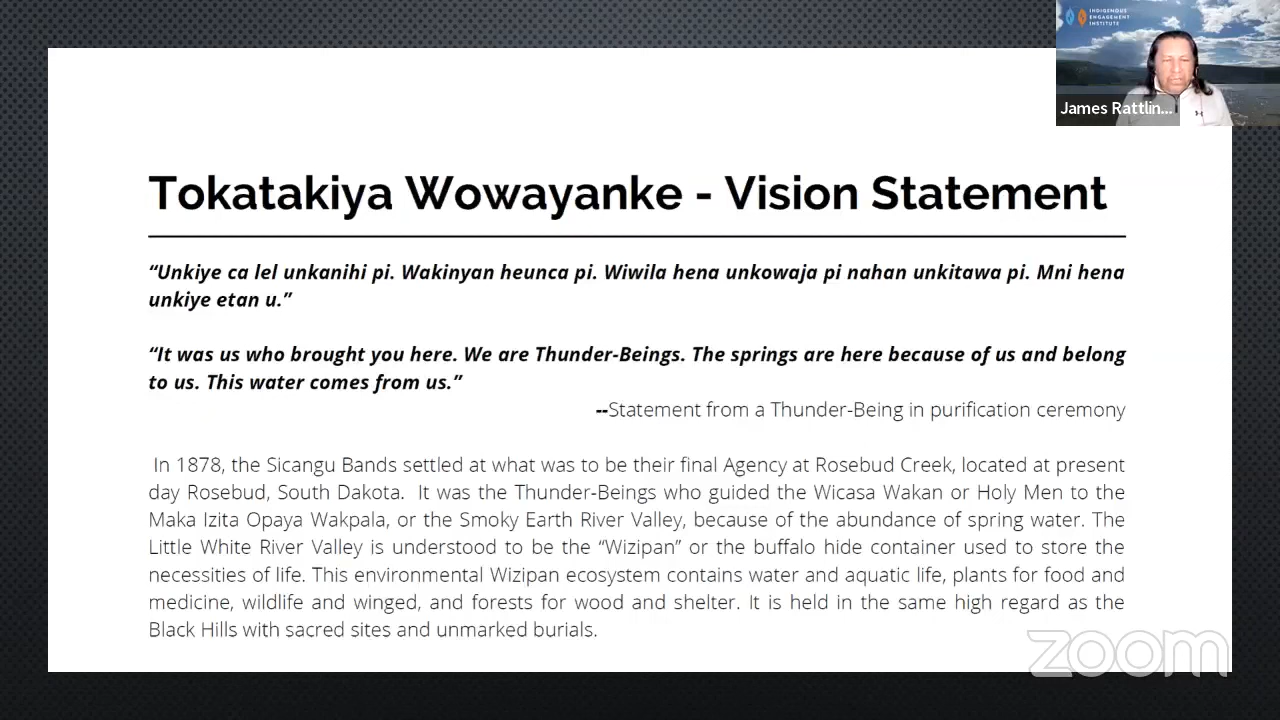 INDIGENOUS
ENGAGEMENT
INSTITUTE
James Rattlin...
Tokatakiya Wowayanke - Vision Statement
“Unkiye ca lel unkanihi pi. Wakinyan heunca pi. Wiwila hena unkowaja pi nahan unkitawa pi. Mni hena
unkiye etan u.”
“It was us who brought you here. We are Thunder-Beings. The springs are here because of us and belong
to us. This water comes from us.”
--Statement from a Thunder-Being in purification ceremony
In 1878, the Sicangu Bands settled at what was to be their final Agency at Rosebud Creek, located at present
day Rosebud, South Dakota. It was the Thunder-Beings who guided the Wicasa Wakan or Holy Men to the
Maka Izita Opaya Wakpala, or the Smoky Earth River Valley, because of the abundance of spring water. The
Little White River Valley is understood to be the “Wizipan” or the buffalo hide container used to store the
necessities of life. This environmental Wizipan ecosystem contains water and aquatic life, plants for food and
medicine, wildlife and winged, and forests for wood and shelter. It is held in the same high regard as the
Black Hills with sacred sites and unmarked burials.
zoom